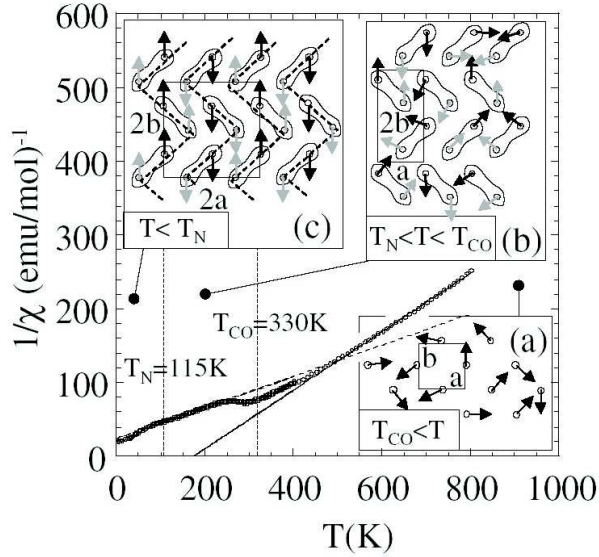 600
500
400
300
200
100
0
1/χ (emu/mol)⁻¹
2b
2a
T< T_N
(c)
2b
a
T_N<T< T_CO
(b)
T_CO=330K
T_N=115K
(a)
b
a
T_CO<T
0 200 400 600 800 1000
T(K)